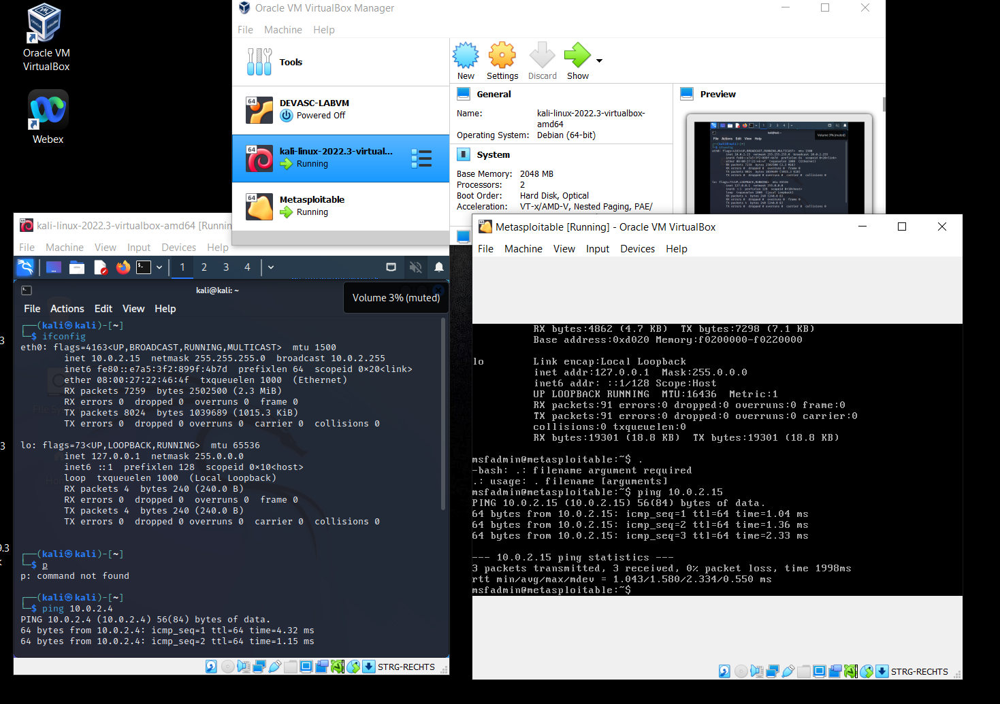 Oracle VM
VirtualBox
Webex
3
3
9.3
Oracle VM VirtualBox Manager
File Machine Help
Tools
64
DEVASC-LABVM
Powered Off
64
kali-linux-2022.3-virtual...
Running
64
Metasploitable
Running
New Settings Discard Show
General
Name: kali-linux-2022.3-virtualbox-
amd64
Operating System: Debian (64-bit)
System
Base Memory: 2048 MB
Processors: 2
Boot Order: Hard Disk, Optical
Acceleration: VT-x/AMD-V, Nested Paging, PAE/
Preview
kali-linux-2022.3-virtualbox-amd64 [Runnin
File Machine View Input Devices Help
1 2 3 4
kali@kali: ~
Volume 3% (muted)
File Actions Edit View Help
┌──(kali㉿kali)-[~]
└─$ ifconfig
eth0: flags=4163<UP,BROADCAST,RUNNING,MULTICAST>  mtu 1500
inet 10.0.2.15  netmask 255.255.255.0  broadcast 10.0.2.255
inet6 fe80::e7a5:3f2:899f:4b7d  prefixlen 64  scopeid 0×20<link>
ether 08:00:27:22:46:4f  txqueuelen 1000  (Ethernet)
RX packets 7259  bytes 2502500 (2.3 MiB)
RX errors 0  dropped 0  overruns 0  frame 0
TX packets 8024  bytes 1039689 (1015.3 KiB)
TX errors 0  dropped 0 overruns 0  carrier 0  collisions 0
lo: flags=73<UP,LOOPBACK,RUNNING>  mtu 65536
inet 127.0.0.1  netmask 255.0.0.0
inet6 ::1  prefixlen 128  scopeid 0×10<host>
loop  txqueuelen 1000  (Local Loopback)
RX packets 4  bytes 240 (240.0 B)
RX errors 0  dropped 0  overruns 0  frame 0
TX packets 4  bytes 240 (240.0 B)
TX errors 0  dropped 0 overruns 0  carrier 0  collisions 0
┌──(kali㉿kali)-[~]
└─$ p
p: command not found
┌──(kali㉿kali)-[~]
└─$ ping 10.0.2.4
PING 10.0.2.4 (10.0.2.4) 56(84) bytes of data.
64 bytes from 10.0.2.4: icmp_seq=1 ttl=64 time=4.32 ms
64 bytes from 10.0.2.4: icmp_seq=2 ttl=64 time=1.15 ms
STRG-RECHTS
Metasploitable [Running] - Oracle VM VirtualBox
File Machine View Input Devices Help
RX bytes:4862 (4.7 KB)  TX bytes:7298 (7.1 KB)
Base address:0xd020 Memory:f0200000-f0220000
lo Link encap:Local Loopback
inet addr:127.0.0.1  Mask:255.0.0.0
inet6 addr: ::1/128 Scope:Host
UP LOOPBACK RUNNING  MTU:16436  Metric:1
RX packets:91 errors:0 dropped:0 overruns:0 frame:0
TX packets:91 errors:0 dropped:0 overruns:0 carrier:0
collisions:0 txqueuelen:0
RX bytes:19301 (18.8 KB)  TX bytes:19301 (18.8 KB)
msfadmin@metasploitable:~$ .
-bash: .: filename argument required
.: usage: . filename [arguments]
msfadmin@metasploitable:~$ ping 10.0.2.15
PING 10.0.2.15 (10.0.2.15) 56(84) bytes of data.
64 bytes from 10.0.2.15: icmp_seq=1 ttl=64 time=1.04 ms
64 bytes from 10.0.2.15: icmp_seq=2 ttl=64 time=1.36 ms
64 bytes from 10.0.2.15: icmp_seq=3 ttl=64 time=2.33 ms
--- 10.0.2.15 ping statistics ---
3 packets transmitted, 3 received, 0% packet loss, time 1998ms
rtt min/avg/max/mdev = 1.043/1.580/2.334/0.550 ms
msfadmin@metasploitable:~$
STRG-RECHTS